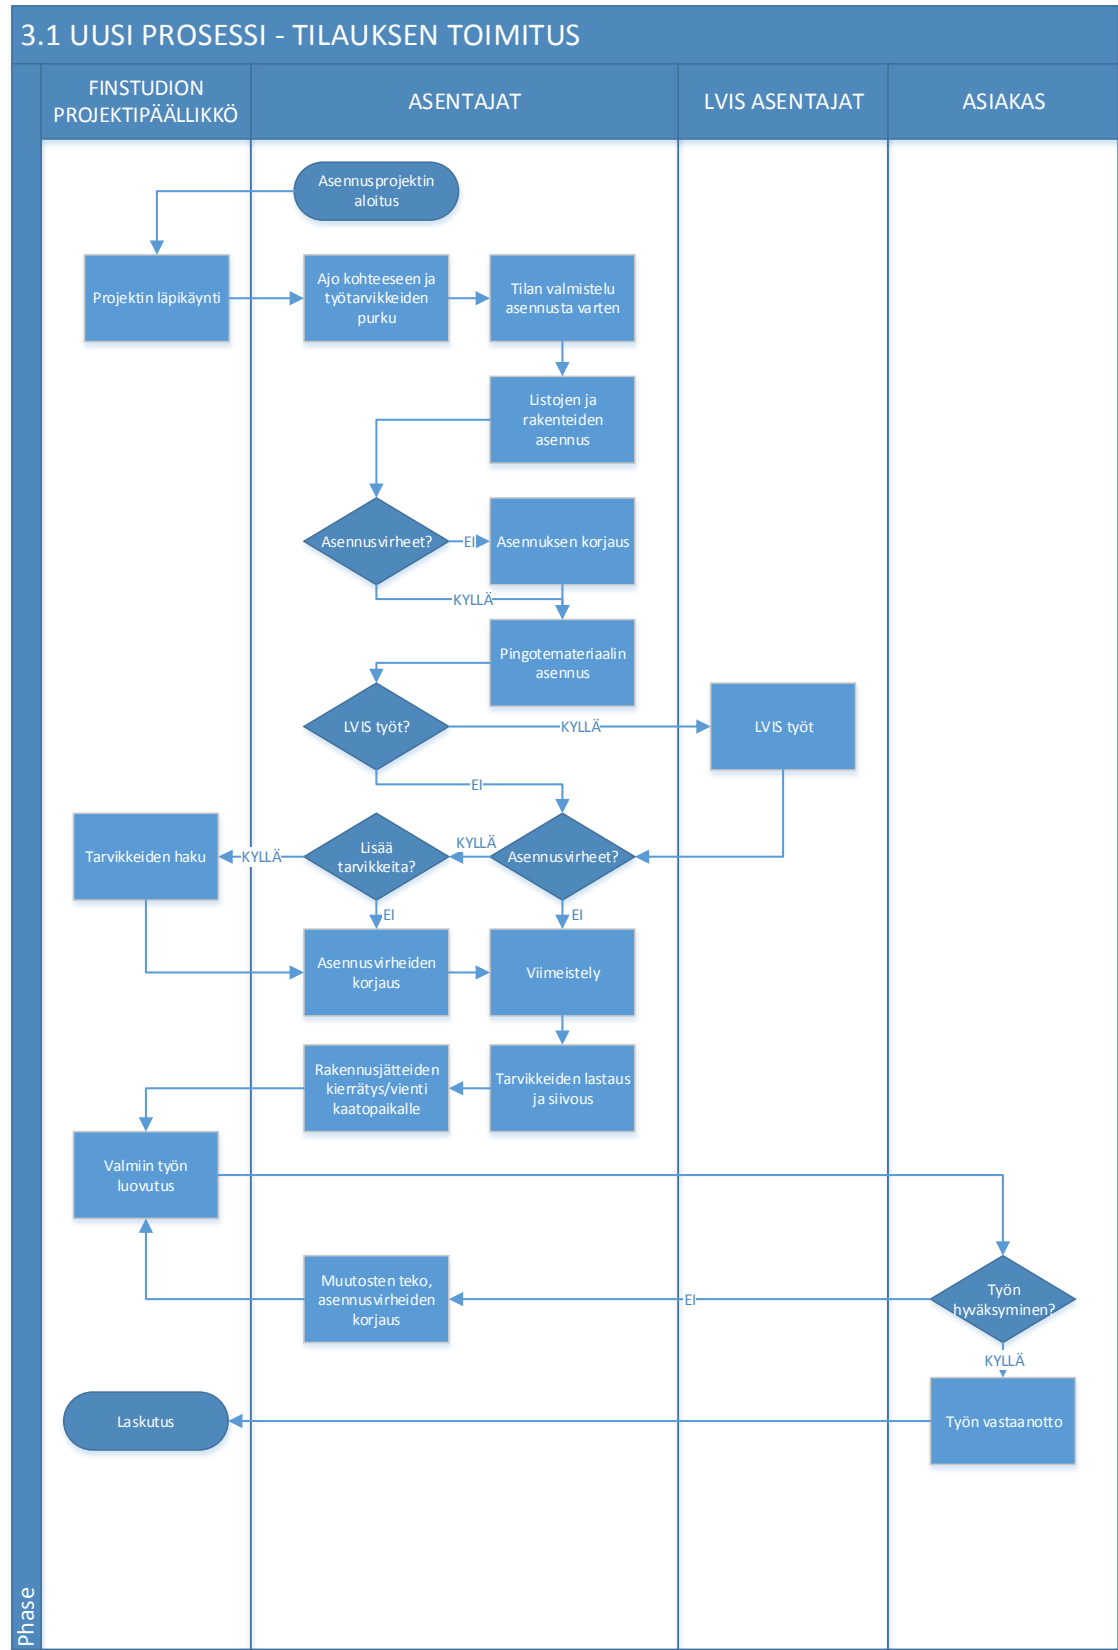 3.1 UUSI PROSESSI - TILAUKSEN TOIMITUS
FINSTUDION
PROJEKTIPÄÄLLIKKÖ
ASENTAJAT
LVIS ASENTAJAT
ASIAKAS
Asennusprojektin
aloitus
Projektin läpikäynti
Ajo kohteeseen ja
työtarvikkeiden
purku
Tilan valmistelu
asennusta varten
Listojen ja
rakenteiden
asennus
Asennusvirheet?
EI
Asennuksen korjaus
KYLLÄ
Pingotemateriaalin
asennus
LVIS työt?
KYLLÄ
LVIS työt
EI
Tarvikkeiden haku
KYLLÄ
Lisää
tarvikkeita?
KYLLÄ
Asennusvirheet?
EI
EI
Asennusvirheiden
korjaus
Viimeistely
Rakennusjätteiden
kierrätys/vienti
kaatopaikalle
Tarvikkeiden lastaus
ja siivous
Valmiin työn
luovutus
Muutosten teko,
asennusvirheiden
korjaus
EI
Työn
hyväksyminen?
KYLLÄ
Laskutus
Työn vastaanotto
Phase